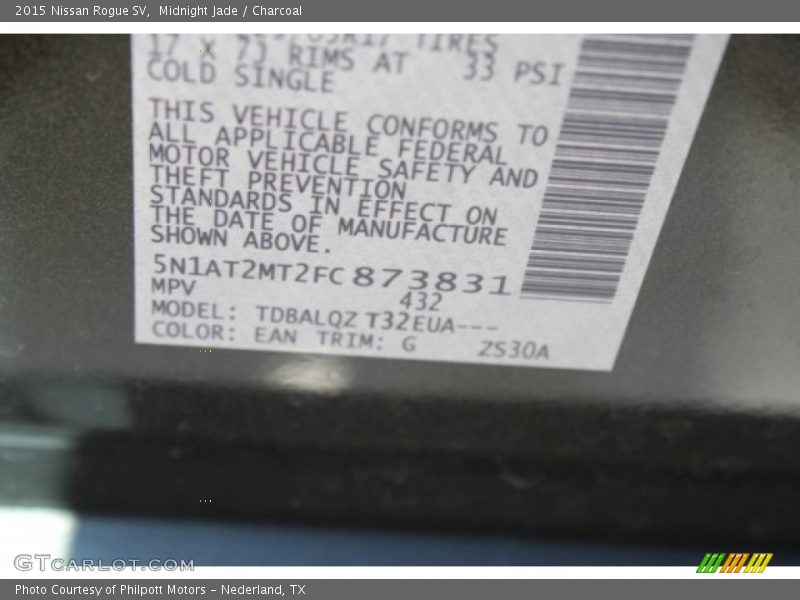 2015 Nissan Rogue SV, Midnight Jade / Charcoal
TIRES
RIMS AT 33 PSI
COLD SINGLE
THIS VEHICLE CONFORMS TO
ALL APPLICABLE FEDERAL
MOTOR VEHICLE SAFETY AND
THEFT PREVENTION
STANDARDS IN EFFECT ON
THE DATE OF MANUFACTURE
SHOWN ABOVE.
5N1AT2MT2FC873831
MPV 432
MODEL: TDBALQZ T32EUA---
COLOR: EAN TRIM: G ZS30A
GTCARLOT.COM
Photo Courtesy of Philpott Motors - Nederland, TX